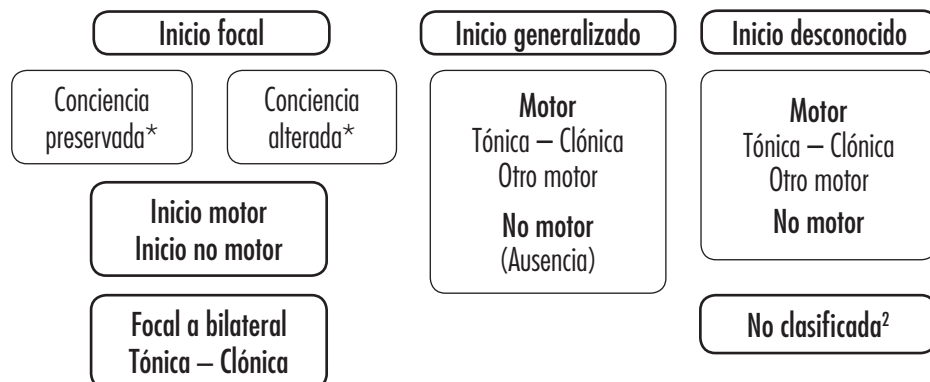 Inicio focal
Conciencia
preservada*
Conciencia
alterada*
Inicio motor
Inicio no motor
Focal a bilateral
Tónica – Clónica
Inicio generalizado
Motor
Tónica – Clónica
Otro motor
No motor
(Ausencia)
Inicio desconocido
Motor
Tónica – Clónica
Otro motor
No motor
No clasificada²